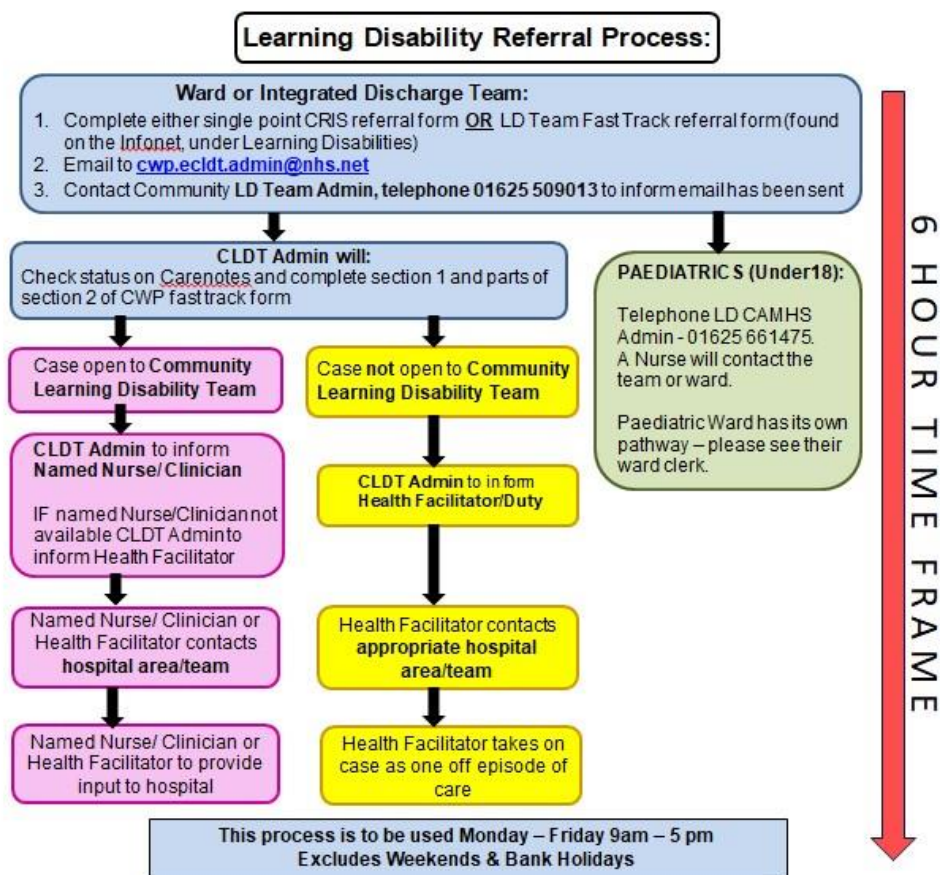 Learning Disability Referral Process:
Ward or Integrated Discharge Team:
1. Complete either single point CRIS referral form OR LD Team Fast Track referral form (found
on the Infonet, under Learning Disabilities)
2. Email to cwp.ecldt.admin@nhs.net
3. Contact Community LD Team Admin, telephone 01625 509013 to inform email has been sent
CLDT Admin will:
Check status on Carenotes and complete section 1 and parts of
section 2 of CWP fast track form
PAEDIATRICS (Under18):
Telephone LD CAMHS
Admin - 01625 661475.
A Nurse will contact the
team or ward.
Paediatric Ward has its own
pathway – please see their
ward clerk.
Case open to Community
Learning Disability Team
CLDT Admin to inform
Named Nurse/ Clinician
IF named Nurse/Clinician not
available CLDT Admin to
inform Health Facilitator
Named Nurse/ Clinician or
Health Facilitator contacts
hospital area/team
Named Nurse/ Clinician or
Health Facilitator to provide
input to hospital
Case not open to Community
Learning Disability Team
CLDT Admin to inform
Health Facilitator/Duty
Health Facilitator contacts
appropriate hospital
area/team
Health Facilitator takes on
case as one off episode of
care
6 HOUR TIME FRAME
This process is to be used Monday – Friday 9am – 5 pm
Excludes Weekends & Bank Holidays